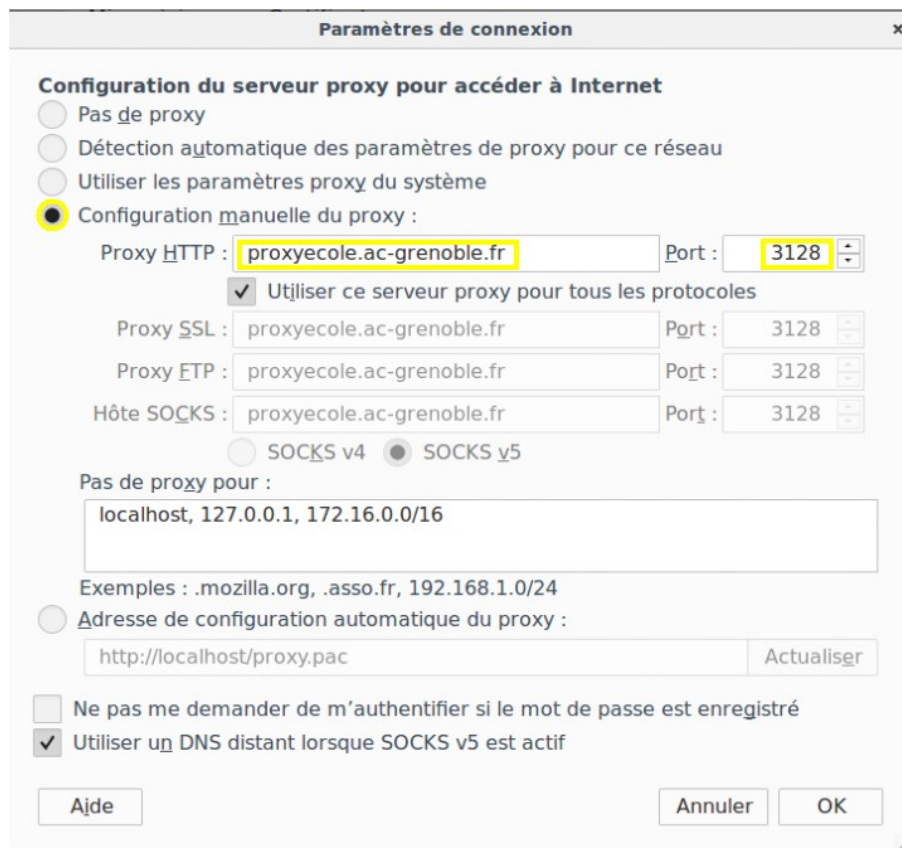 Paramètres de connexion ×
Configuration du serveur proxy pour accéder à Internet
Pas de proxy
Détection automatique des paramètres de proxy pour ce réseau
Utiliser les paramètres proxy du système
Configuration manuelle du proxy :
Proxy HTTP : proxyecole.ac-grenoble.fr Port : 3128
Utiliser ce serveur proxy pour tous les protocoles
Proxy SSL : proxyecole.ac-grenoble.fr Port : 3128
Proxy FTP : proxyecole.ac-grenoble.fr Port : 3128
Hôte SOCKS : proxyecole.ac-grenoble.fr Port : 3128
SOCKS v4 SOCKS v5
Pas de proxy pour :
localhost, 127.0.0.1, 172.16.0.0/16
Exemples : .mozilla.org, .asso.fr, 192.168.1.0/24
Adresse de configuration automatique du proxy :
http://localhost/proxy.pac Actualiser
Ne pas me demander de m’authentifier si le mot de passe est enregistré
Utiliser un DNS distant lorsque SOCKS v5 est actif
Aide Annuler OK